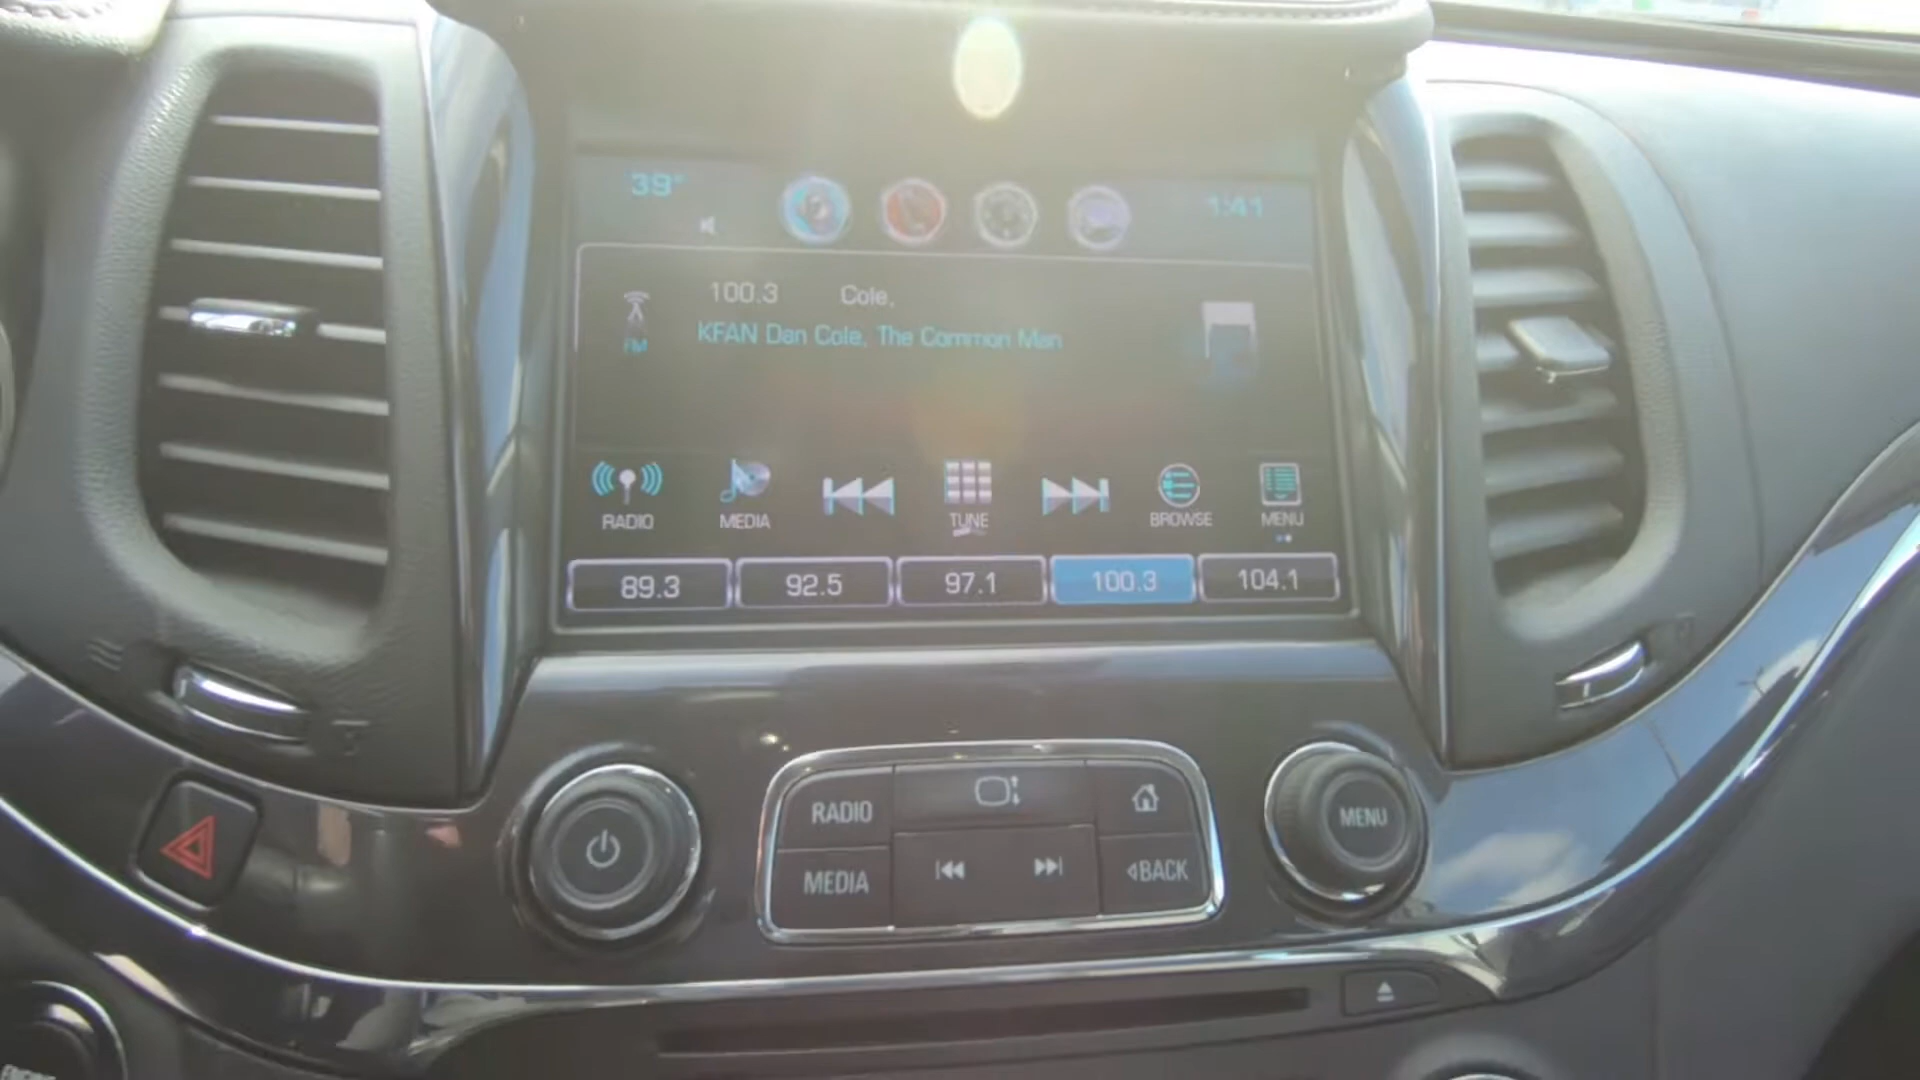 39°
1:41
100.3 Cole,
KFAN Dan Cole, The Common Man
FM
RADIO
MEDIA
TUNE
BROWSE
MENU
89.3
92.5
97.1
100.3
104.1
RADIO
MEDIA
◁BACK
MENU